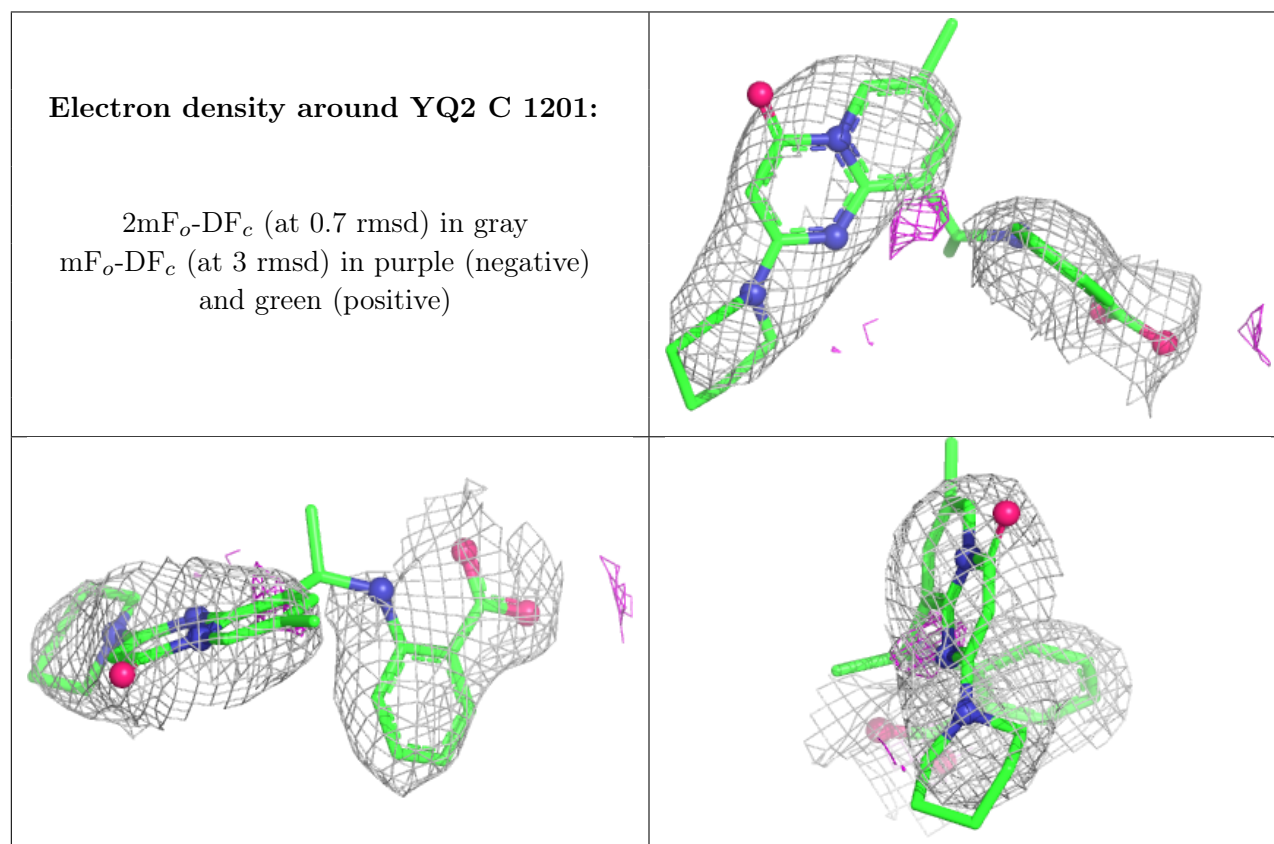 Electron density around YQ2 C 1201:
2mFo-DFc (at 0.7 rmsd) in gray
mFo-DFc (at 3 rmsd) in purple (negative)
and green (positive)